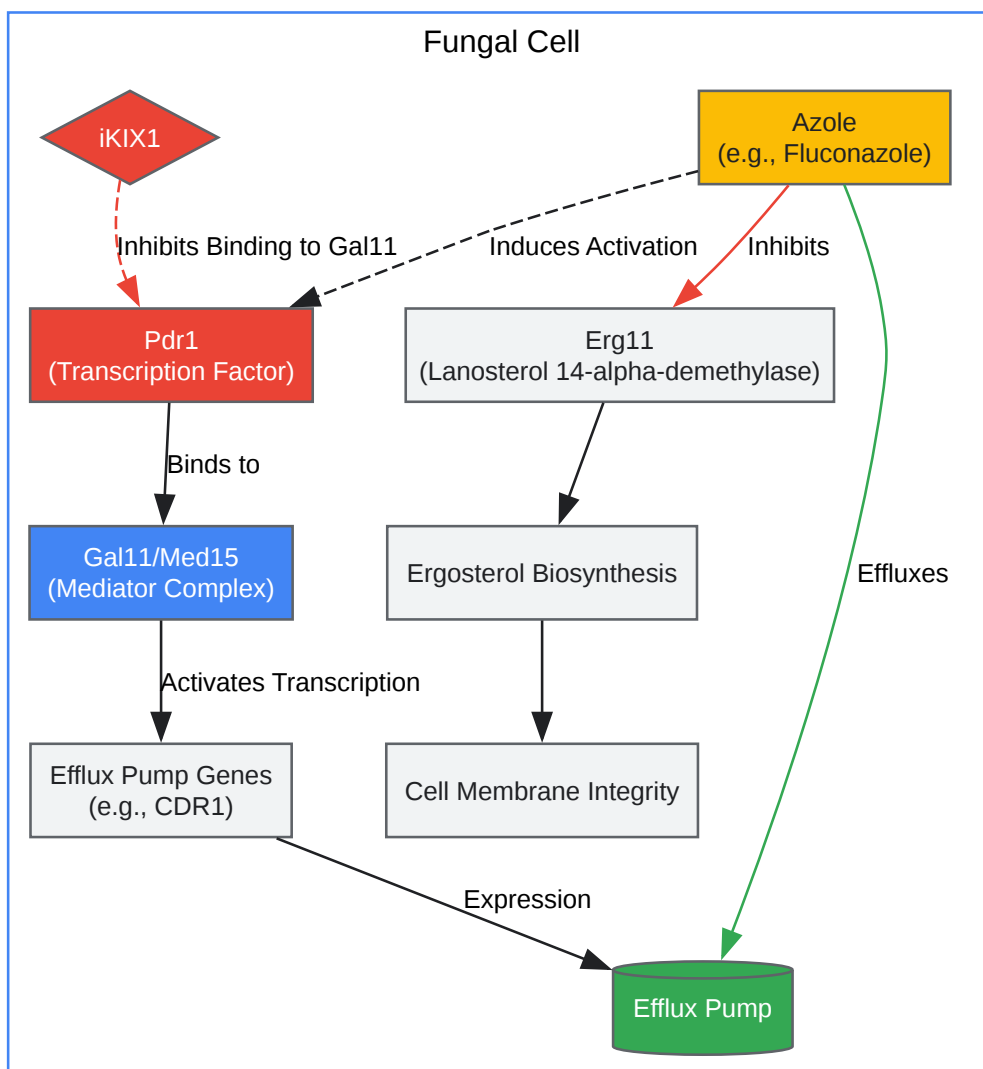 Fungal Cell
iKIX1
Azole
(e.g., Fluconazole)
Inhibits Binding to Gal11
Induces Activation
Inhibits
Pdr1
(Transcription Factor)
Erg11
(Lanosterol 14-alpha-demethylase)
Binds to
Gal11/Med15
(Mediator Complex)
Ergosterol Biosynthesis
Effluxes
Activates Transcription
Efflux Pump Genes
(e.g., CDR1)
Cell Membrane Integrity
Expression
Efflux Pump